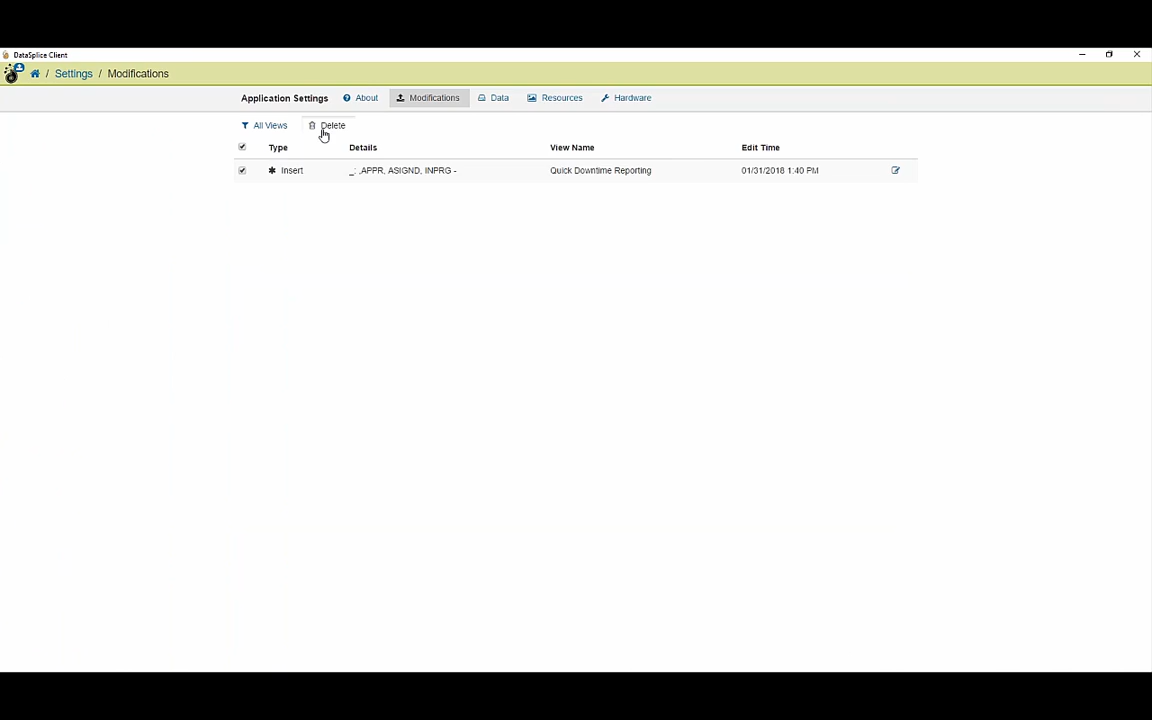 DataSplice Client
/ Settings / Modifications
Application Settings About Modifications Data Resources Hardware
All Views Delete
Type Details View Name Edit Time
Insert _: ,APPR, ASIGND, INPRG - Quick Downtime Reporting 01/31/2018 1:40 PM